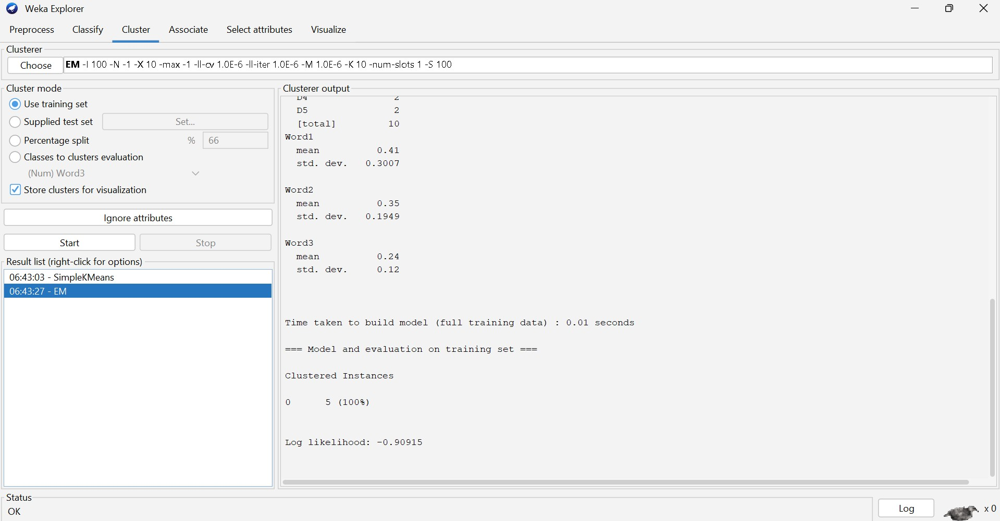 Weka Explorer
Preprocess Classify Cluster Associate Select attributes Visualize
Clusterer
Choose EM -I 100 -N -1 -X 10 -max -1 -ll-cv 1.0E-6 -ll-iter 1.0E-6 -M 1.0E-6 -K 10 -num-slots 1 -S 100
Cluster mode
Use training set
Supplied test set Set...
Percentage split % 66
Classes to clusters evaluation
(Num) Word3
Store clusters for visualization
Ignore attributes
Start Stop
Result list (right-click for options)
06:43:03 - SimpleKMeans
06:43:27 - EM
Clusterer output
D4 2
D5 2
[total] 10
Word1
mean 0.41
std. dev. 0.3007
Word2
mean 0.35
std. dev. 0.1949
Word3
mean 0.24
std. dev. 0.12
Time taken to build model (full training data) : 0.01 seconds
=== Model and evaluation on training set ===
Clustered Instances
0 5 (100%)
Log likelihood: -0.90915
Status
OK
Log x 0